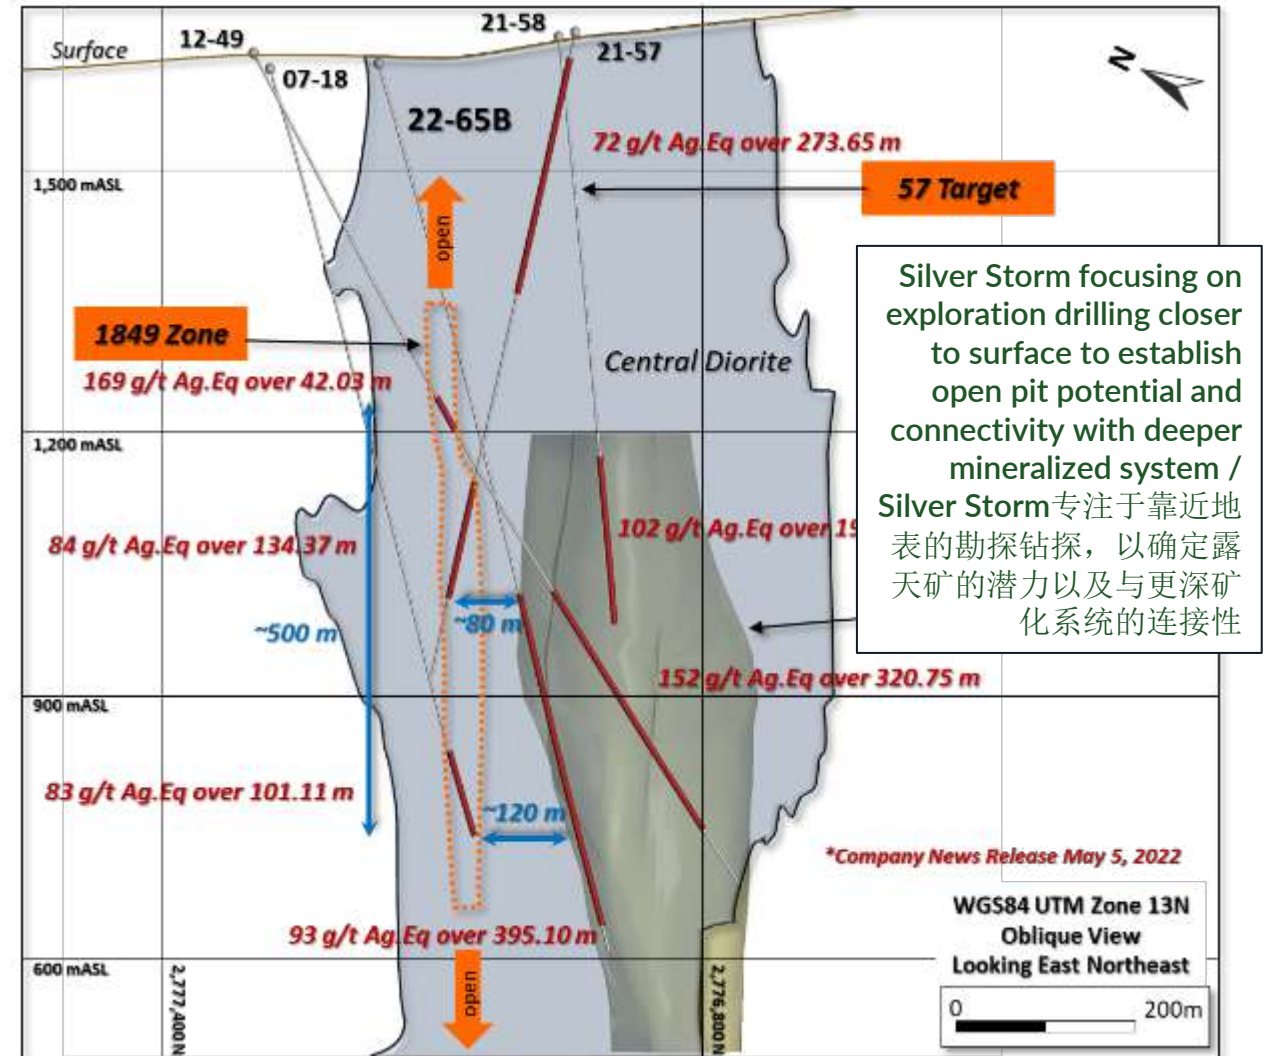 Surface
12-49
07-18
21-58
21-57
22-65B
N
72 g/t Ag.Eq over 273.65 m
1,500 mASL
57 Target
open
Silver Storm focusing on
exploration drilling closer
to surface to establish
open pit potential and
connectivity with deeper
mineralized system /
Silver Storm专注于靠近地
表的勘探钻探，以确定露
天矿的潜力以及与更深矿
化系统的连接性
1849 Zone
Central Diorite
169 g/t Ag.Eq over 42.03 m
1,200 mASL
102 g/t Ag.Eq over 19
84 g/t Ag.Eq over 134.37 m
~500 m
~80 m
152 g/t Ag.Eq over 320.75 m
900 mASL
83 g/t Ag.Eq over 101.11 m
~120 m
*Company News Release May 5, 2022
93 g/t Ag.Eq over 395.10 m
WGS84 UTM Zone 13N
Oblique View
Looking East Northeast
600 mASL
2,777,400 N
open
2,776,800 N
0 200m